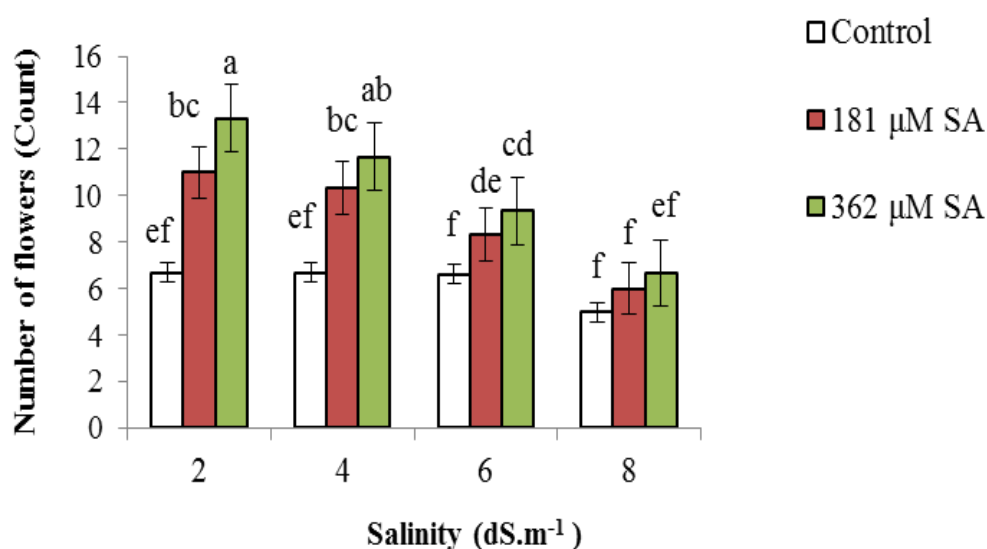 Number of flowers (Count)
16
14
12
10
8
6
4
2
0
ef
bc
a
ef
bc
ab
f
de
cd
f
f
ef
2 4 6 8
Salinity (dS.m⁻¹ )
Control
181 µM SA
362 µM SA